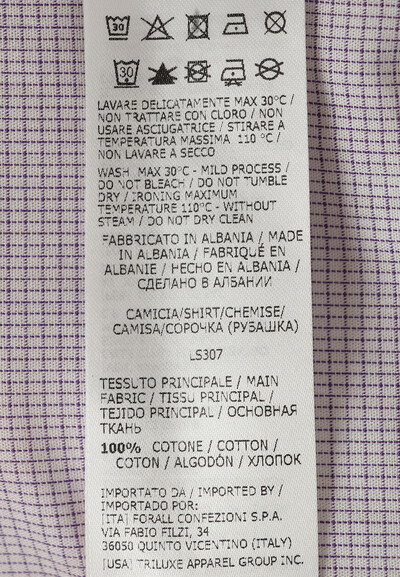 30
30
LAVARE DELICATAMENTE MAX 30°C /
NON TRATTARE CON CLORO / NON
USARE ASCIUGATRICE / STIRARE A
TEMPERATURA MASSIMA 110 °C /
NON LAVARE A SECCO
WASH MAX 30°C - MILD PROCESS /
DO NOT BLEACH / DO NOT TUMBLE
DRY / IRONING MAXIMUM
TEMPERATURE 110°C - WITHOUT
STEAM / DO NOT DRY CLEAN
FABBRICATO IN ALBANIA / MADE
IN ALBANIA / FABRIQUÉ EN
ALBANIE / HECHO EN ALBANIA /
СДЕЛАНО В АЛБАНИИ
CAMICIA/SHIRT/CHEMISE/
CAMISA/СОРОЧКА (РУБАШКА)
LS307
TESSUTO PRINCIPALE / MAIN
FABRIC / TISSU PRINCIPAL /
TEJIDO PRINCIPAL / ОСНОВНАЯ
ТКАНЬ
100% COTONE / COTTON /
COTON / ALGODÓN / ХЛОПОК
IMPORTATO DA / IMPORTED BY /
IMPORTADO POR:
[ITA] FORALL CONFEZIONI S.P.A.
VIA FABIO FILZI, 34
36050 QUINTO VICENTINO (ITALY)
[USA] TRILUXE APPAREL GROUP INC.